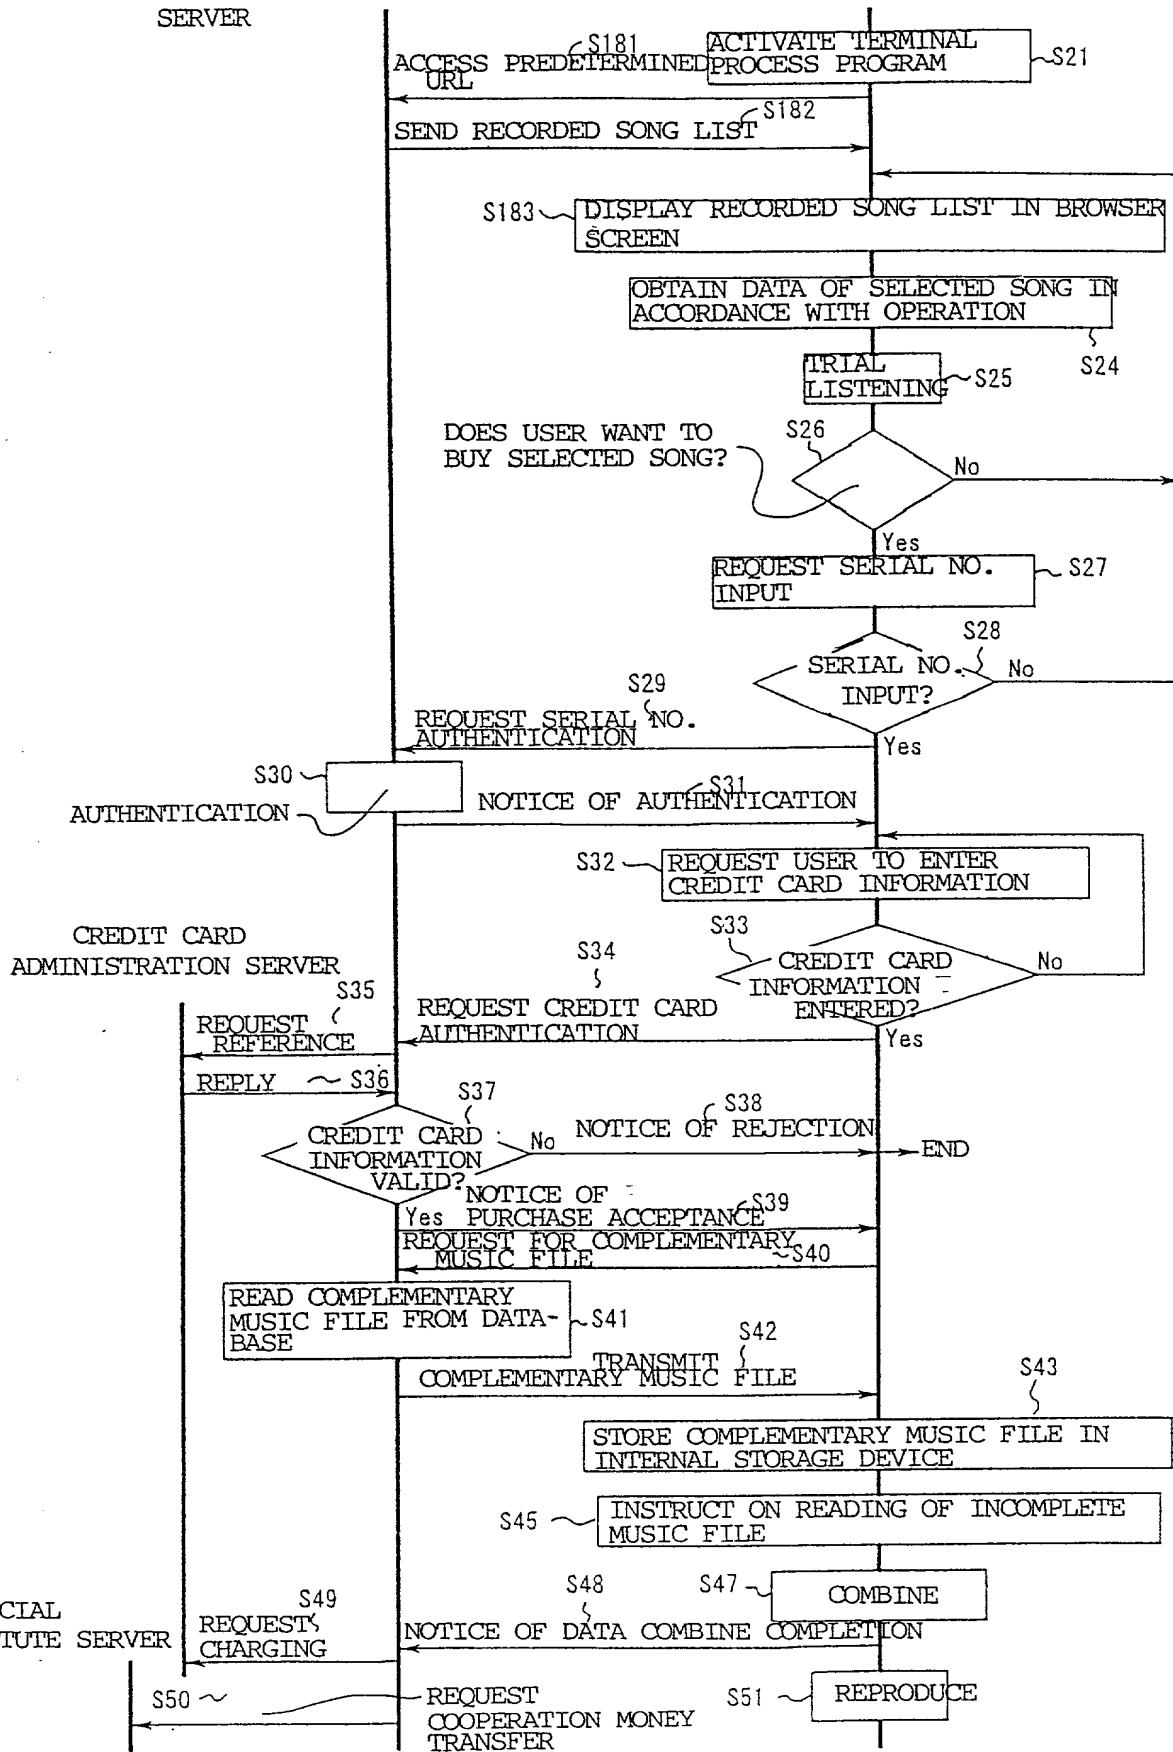 SERVER
ACTIVATE TERMINAL
PROCESS PROGRAM
S21
S181
ACCESS PREDETERMINED
URL
S182
SEND RECORDED SONG LIST
S183
DISPLAY RECORDED SONG LIST IN BROWSER
SCREEN
OBTAIN DATA OF SELECTED SONG IN
ACCORDANCE WITH OPERATION
S24
TRIAL
LISTENING
S25
DOES USER WANT TO
BUY SELECTED SONG?
S26
No
Yes
REQUEST SERIAL NO.
INPUT
S27
S28
SERIAL NO.
INPUT?
No
Yes
S29
REQUEST SERIAL NO.
AUTHENTICATION
S30
AUTHENTICATION
S31
NOTICE OF AUTHENTICATION
S32
REQUEST USER TO ENTER
CREDIT CARD INFORMATION
S33
CREDIT CARD
INFORMATION
ENTERED?
No
Yes
CREDIT CARD
ADMINISTRATION SERVER
S34
REQUEST CREDIT CARD
AUTHENTICATION
S35
REQUEST
REFERENCE
REPLY
S36
S37
CREDIT CARD
INFORMATION
VALID?
No
S38
NOTICE OF REJECTION
END
Yes
NOTICE OF
PURCHASE ACCEPTANCE
S39
REQUEST FOR COMPLEMENTARY
MUSIC FILE
S40
READ COMPLEMENTARY
MUSIC FILE FROM DATA-
BASE
S41
S42
TRANSMIT
COMPLEMENTARY MUSIC FILE
S43
STORE COMPLEMENTARY MUSIC FILE IN
INTERNAL STORAGE DEVICE
S45
INSTRUCT ON READING OF INCOMPLETE
MUSIC FILE
S47
COMBINE
S48
NOTICE OF DATA COMBINE COMPLETION
S49
REQUEST
CHARGING
CIAL
TUTE SERVER
S50
REQUEST
COOPERATION MONEY
TRANSFER
S51
REPRODUCE